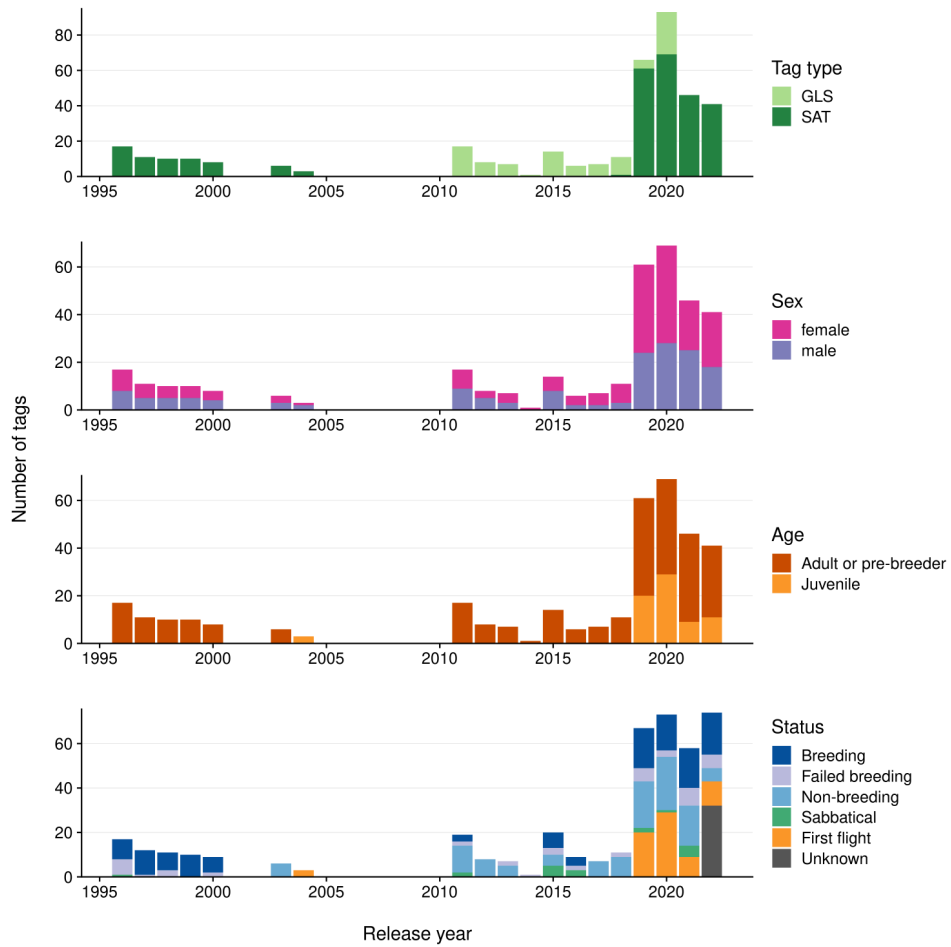 80
60
40
20
0
1995 2000 2005 2010 2015 2020
Tag type
GLS
SAT
60
40
20
0
1995 2000 2005 2010 2015 2020
Sex
female
male
Number of tags
60
40
20
0
1995 2000 2005 2010 2015 2020
Age
Adult or pre-breeder
Juvenile
60
40
20
0
1995 2000 2005 2010 2015 2020
Status
Breeding
Failed breeding
Non-breeding
Sabbatical
First flight
Unknown
Release year